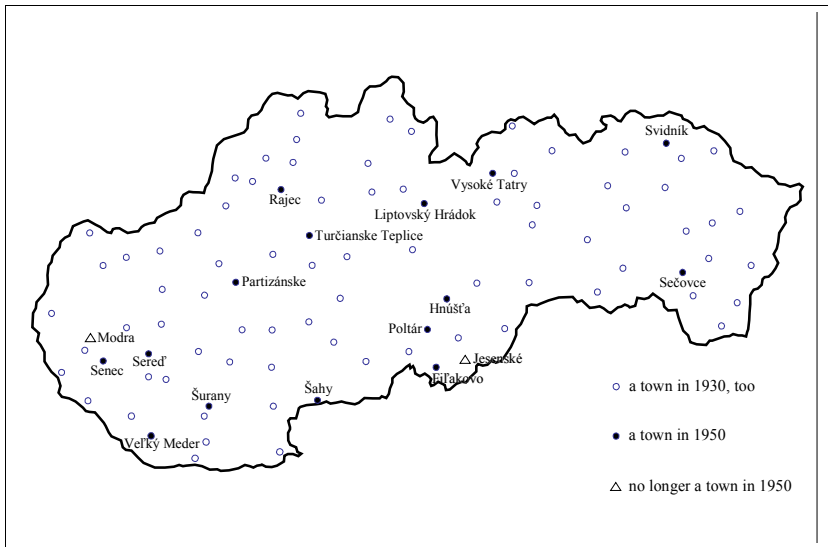 Svidník
Vysoké Tatry
Rajec
Liptovský Hrádok
Turčianske Teplice
Sečovce
Partizánske
Hnúšťa
Poltár
Modra
Jesenské
Sereď
Senec
Fiľakovo
Šahy
a town in 1930, too
Šurany
a town in 1950
Veľký Meder
no longer a town in 1950